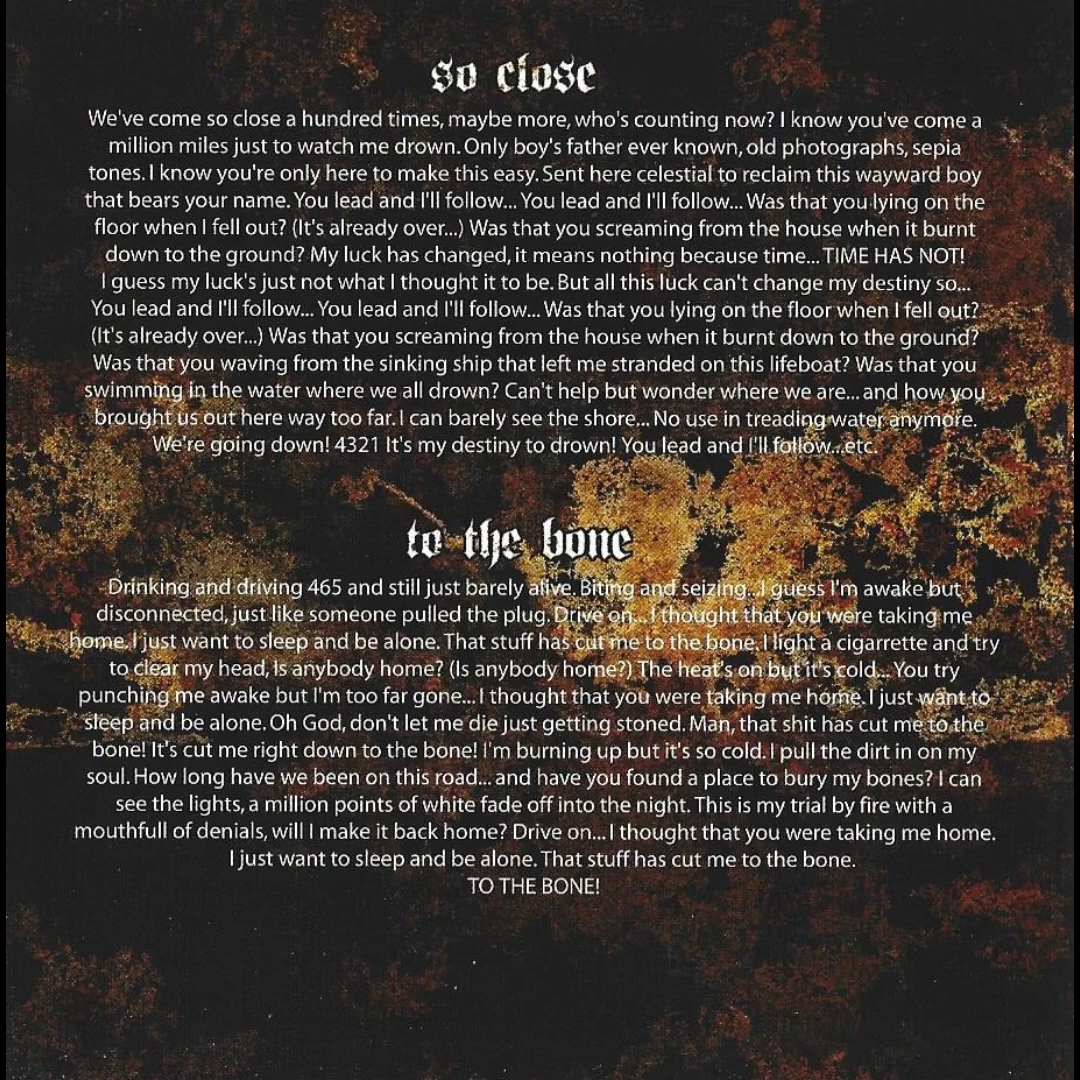 so close
We've come so close a hundred times, maybe more, who's counting now? I know you've come a
million miles just to watch me drown. Only boy's father ever known, old photographs, sepia
tones. I know you're only here to make this easy. Sent here celestial to reclaim this wayward boy
that bears your name. You lead and I'll follow... You lead and I'll follow... Was that you lying on the
floor when I fell out? (It's already over...) Was that you screaming from the house when it burnt
down to the ground? My luck has changed, it means nothing because time... TIME HAS NOT!
I guess my luck's just not what I thought it to be. But all this luck can't change my destiny so...
You lead and I'll follow... You lead and I'll follow... Was that you lying on the floor when I fell out?
(It's already over...) Was that you screaming from the house when it burnt down to the ground?
Was that you waving from the sinking ship that left me stranded on this lifeboat? Was that you
swimming in the water where we all drown? Can't help but wonder where we are... and how you
brought us out here way too far. I can barely see the shore... No use in treading water anymore.
We're going down! 4321 It's my destiny to drown! You lead and I'll follow...etc.
to the bone
Drinking and driving 465 and still just barely alive. Biting and seizing...I guess I'm awake but
disconnected, just like someone pulled the plug. Drive on... I thought that you were taking me
home. I just want to sleep and be alone. That stuff has cut me to the bone. I light a cigarrette and try
to clear my head, Is anybody home? (Is anybody home?) The heat's on but it's cold... You try
punching me awake but I'm too far gone... I thought that you were taking me home. I just want to
sleep and be alone. Oh God, don't let me die just getting stoned. Man, that shit has cut me to the
bone! It's cut me right down to the bone! I'm burning up but it's so cold. I pull the dirt in on my
soul. How long have we been on this road...and have you found a place to bury my bones? I can
see the lights, a million points of white fade off into the night. This is my trial by fire with a
mouthfull of denials, will I make it back home? Drive on... I thought that you were taking me home.
I just want to sleep and be alone. That stuff has cut me to the bone.
TO THE BONE!